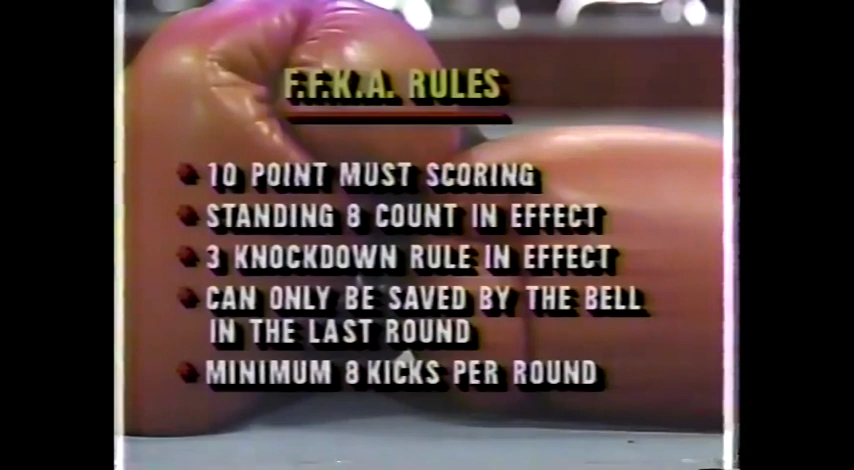 F.F.K.A. RULES
10 POINT MUST SCORING
STANDING 8 COUNT IN EFFECT
3 KNOCKDOWN RULE IN EFFECT
CAN ONLY BE SAVED BY THE BELL
IN THE LAST ROUND
MINIMUM 8 KICKS PER ROUND